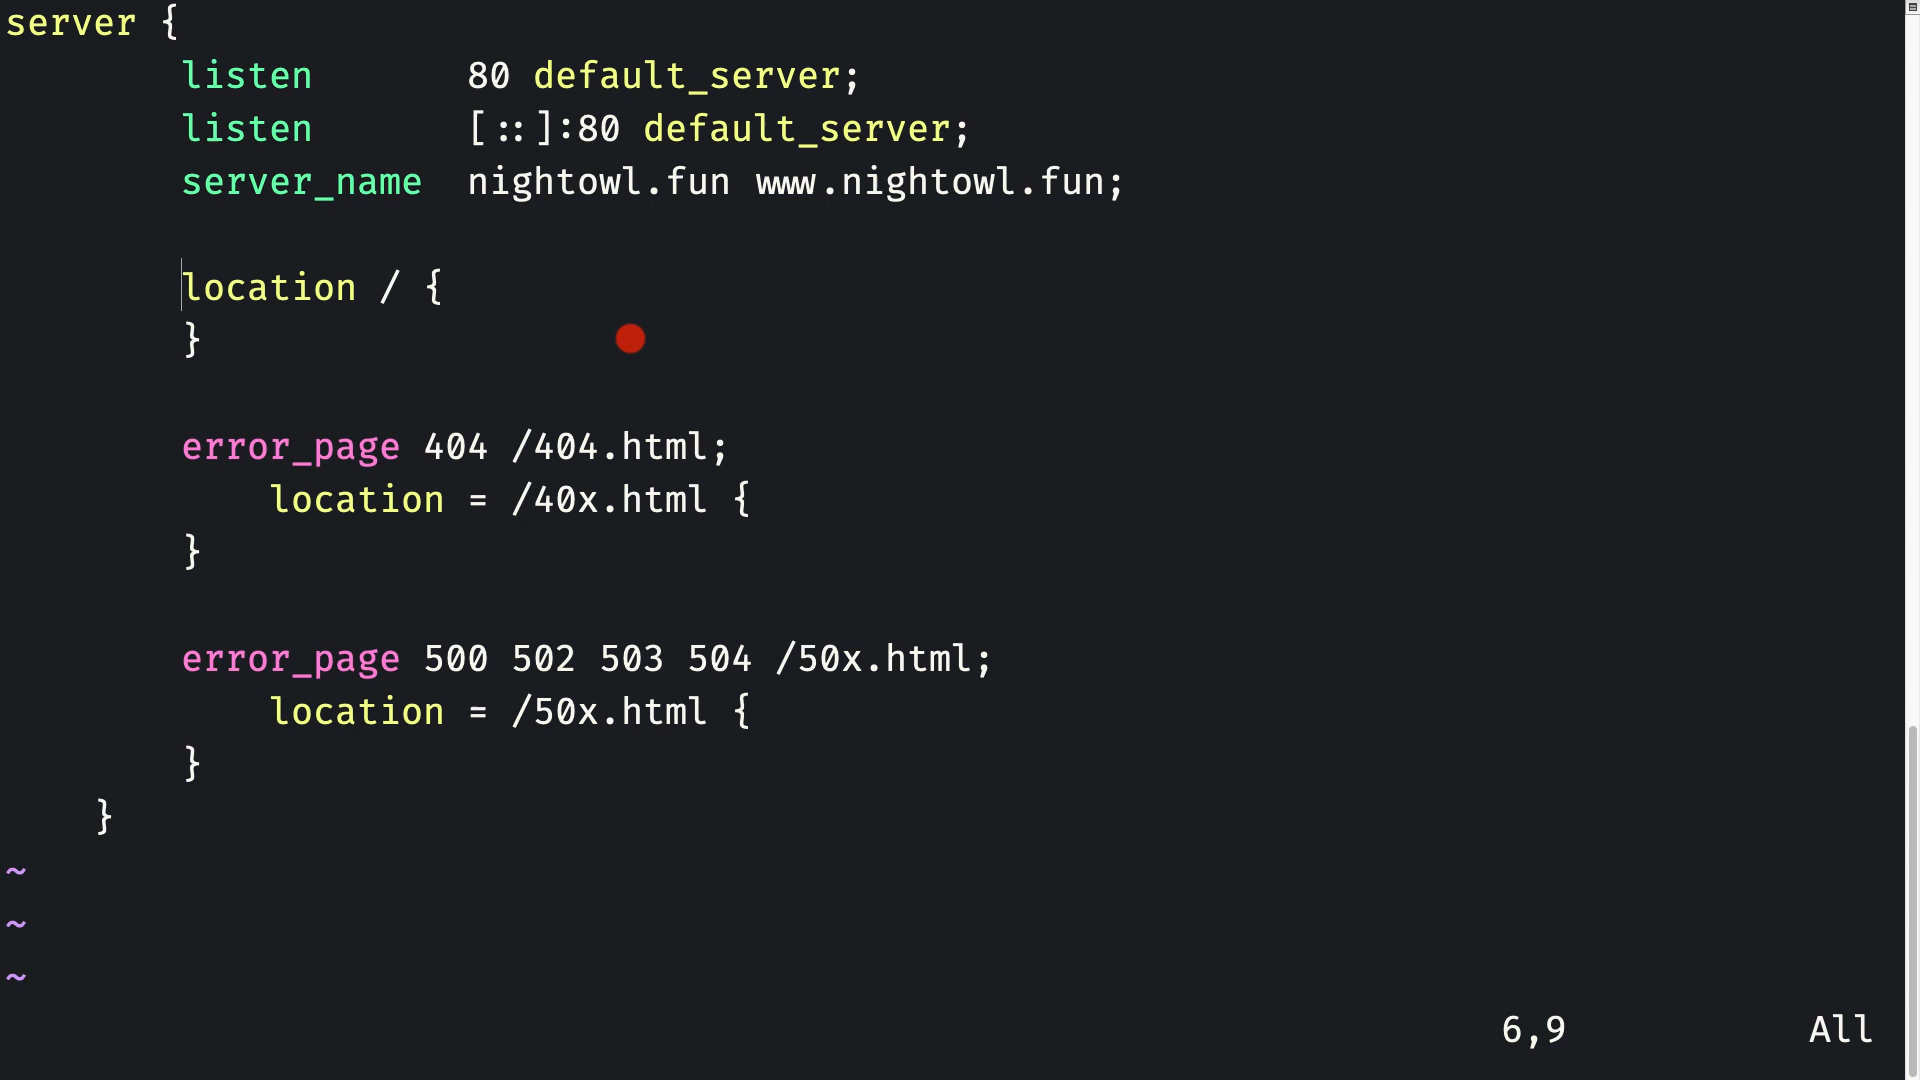 server {
listen 80 default_server;
listen [::]:80 default_server;
server_name nightowl.fun www.nightowl.fun;
location / {
}
error_page 404 /404.html;
location = /40x.html {
}
error_page 500 502 503 504 /50x.html;
location = /50x.html {
}
}
~
~
~
6,9 All